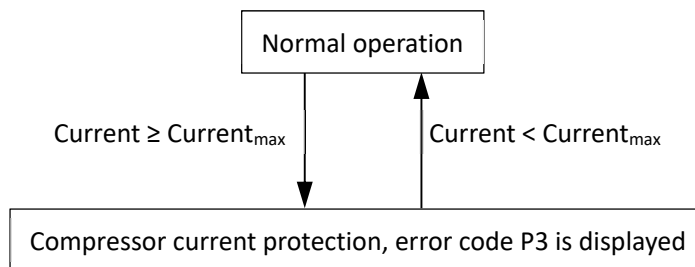 Normal operation
Current ≥ Currentmax
Current < Currentmax
Compressor current protection, error code P3 is displayed